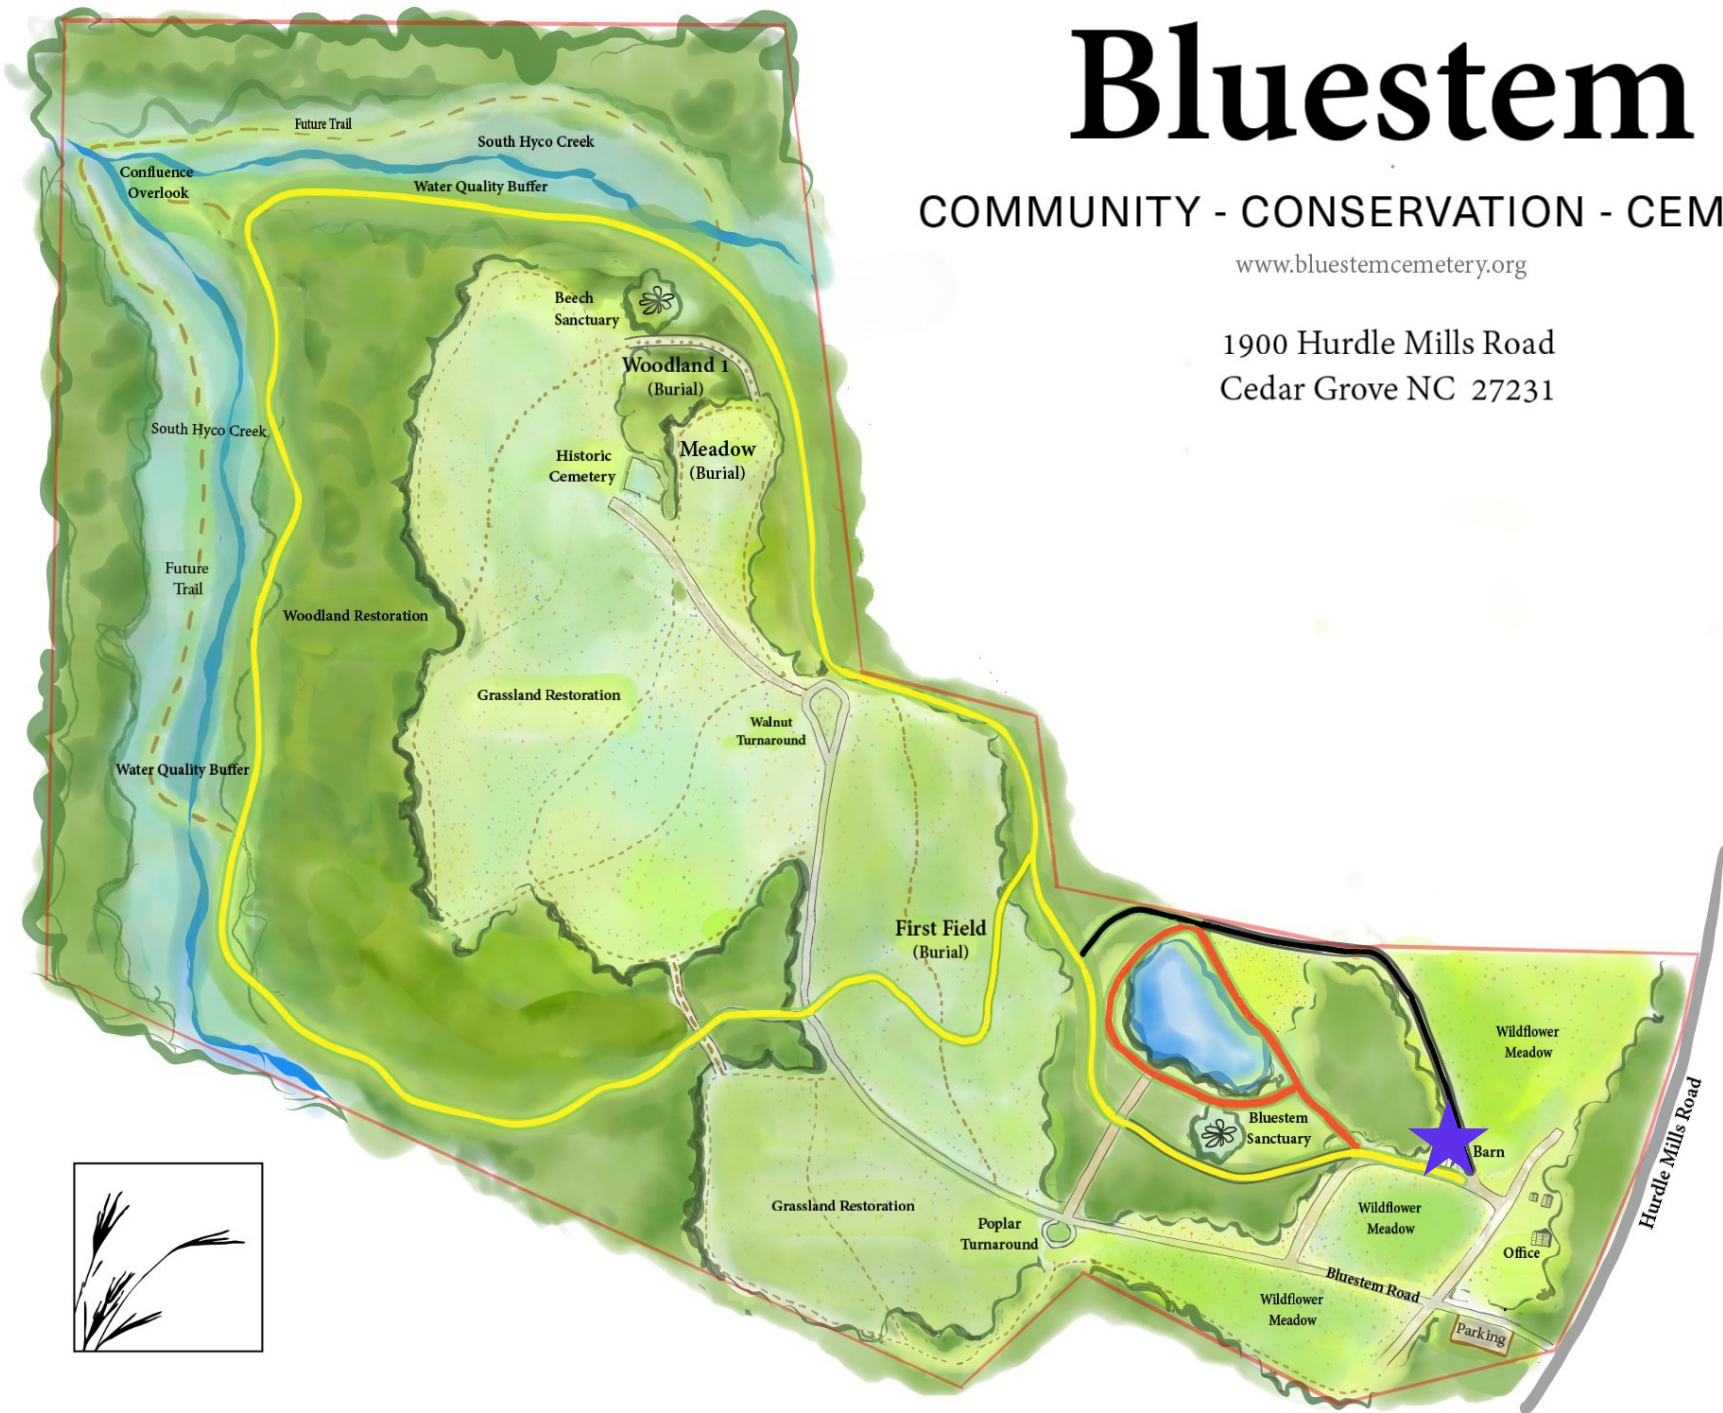 Bluestem
COMMUNITY - CONSERVATION - CEM
www.bluestemcemetery.org
1900 Hurdle Mills Road
Cedar Grove NC 27231
Future Trail
South Hyco Creek
Confluence
Overlook
Water Quality Buffer
Beech
Sanctuary
Woodland 1
(Burial)
South Hyco Creek
Historic
Cemetery
Meadow
(Burial)
Future
Trail
Woodland Restoration
Grassland Restoration
Walnut
Turnaround
Water Quality Buffer
First Field
(Burial)
Wildflower
Meadow
Bluestem
Sanctuary
Barn
Hurdle Mills Road
Grassland Restoration
Poplar
Turnaround
Wildflower
Meadow
Office
Bluestem Road
Wildflower
Meadow
Parking